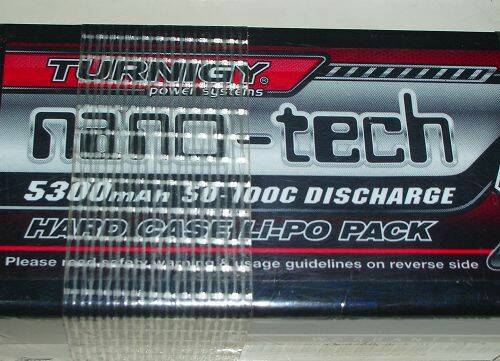 TURNIGY®
power systems
nano-tech
5300mAh 50-100C DISCHARGE
HARD CASE LI-PO PACK
Please read safety warning & usage guidelines on reverse side